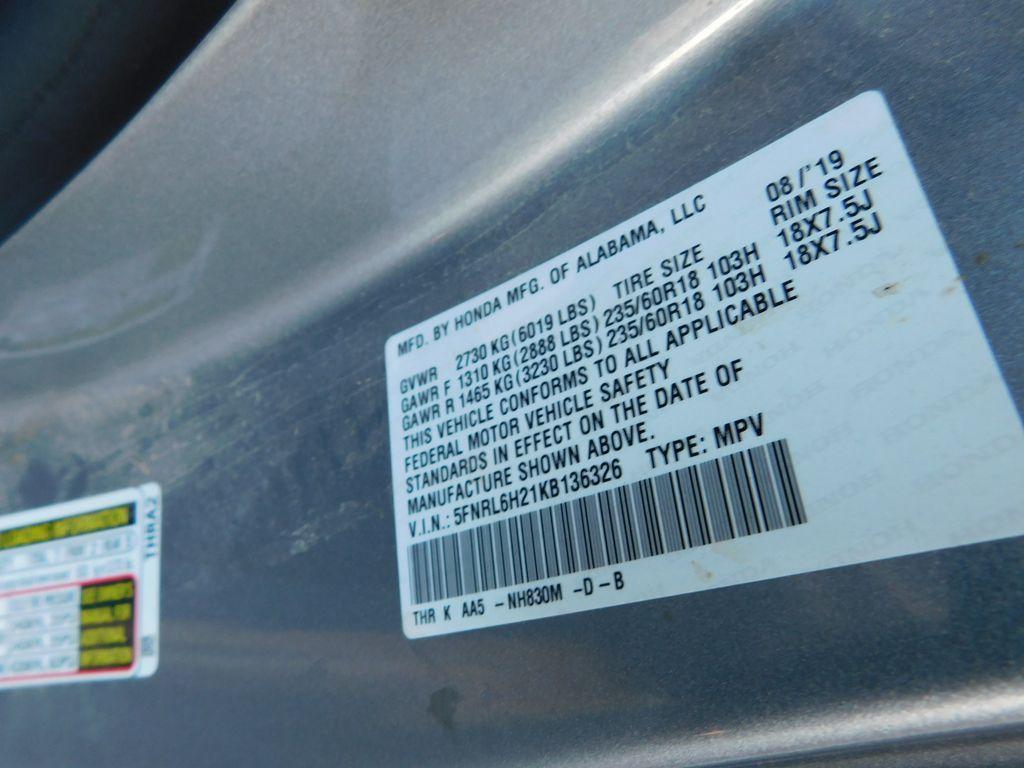 MFD. BY HONDA MFG. OF ALABAMA, LLC 08/'19
GVWR 2730 KG(6019 LBS) TIRE SIZE RIM SIZE
GAWR F 1310 KG(2888 LBS) 235/60R18 103H 18X7.5J
GAWR R 1465 KG(3230 LBS) 235/60R18 103H 18X7.5J
THIS VEHICLE CONFORMS TO ALL APPLICABLE
FEDERAL MOTOR VEHICLE SAFETY
STANDARDS IN EFFECT ON THE DATE OF
MANUFACTURE SHOWN ABOVE.
V.I.N.: 5FNRL6H21KB136326 TYPE: MPV
THR K AA5 -NH830M -D-B
INFORMATION
THRA2